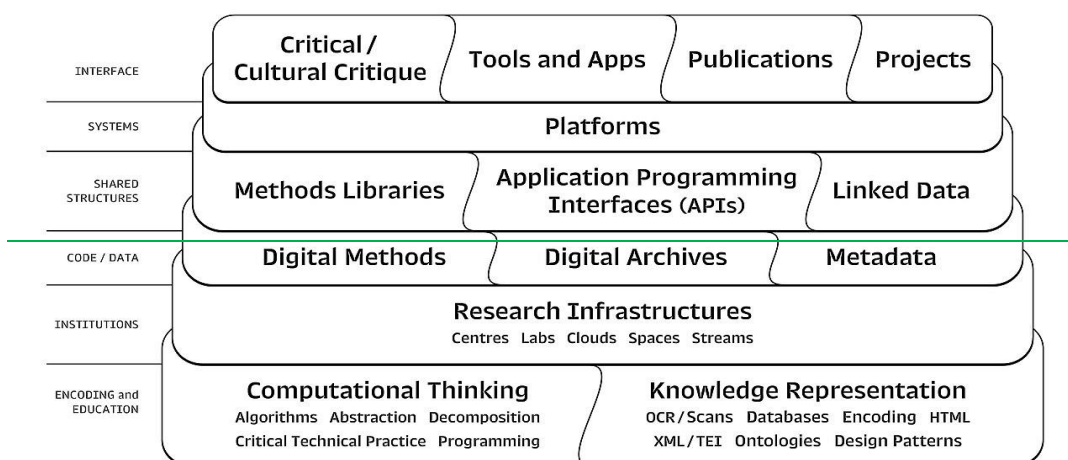 INTERFACE
Critical /
Cultural Critique
Tools and Apps
Publications
Projects
SYSTEMS
Platforms
SHARED
STRUCTURES
Methods Libraries
Application Programming
Interfaces (APIs)
Linked Data
CODE / DATA
Digital Methods
Digital Archives
Metadata
INSTITUTIONS
Research Infrastructures
Centres Labs Clouds Spaces Streams
ENCODING and
EDUCATION
Computational Thinking
Algorithms Abstraction Decomposition
Critical Technical Practice Programming
Knowledge Representation
OCR/Scans Databases Encoding HTML
XML/TEI Ontologies Design Patterns